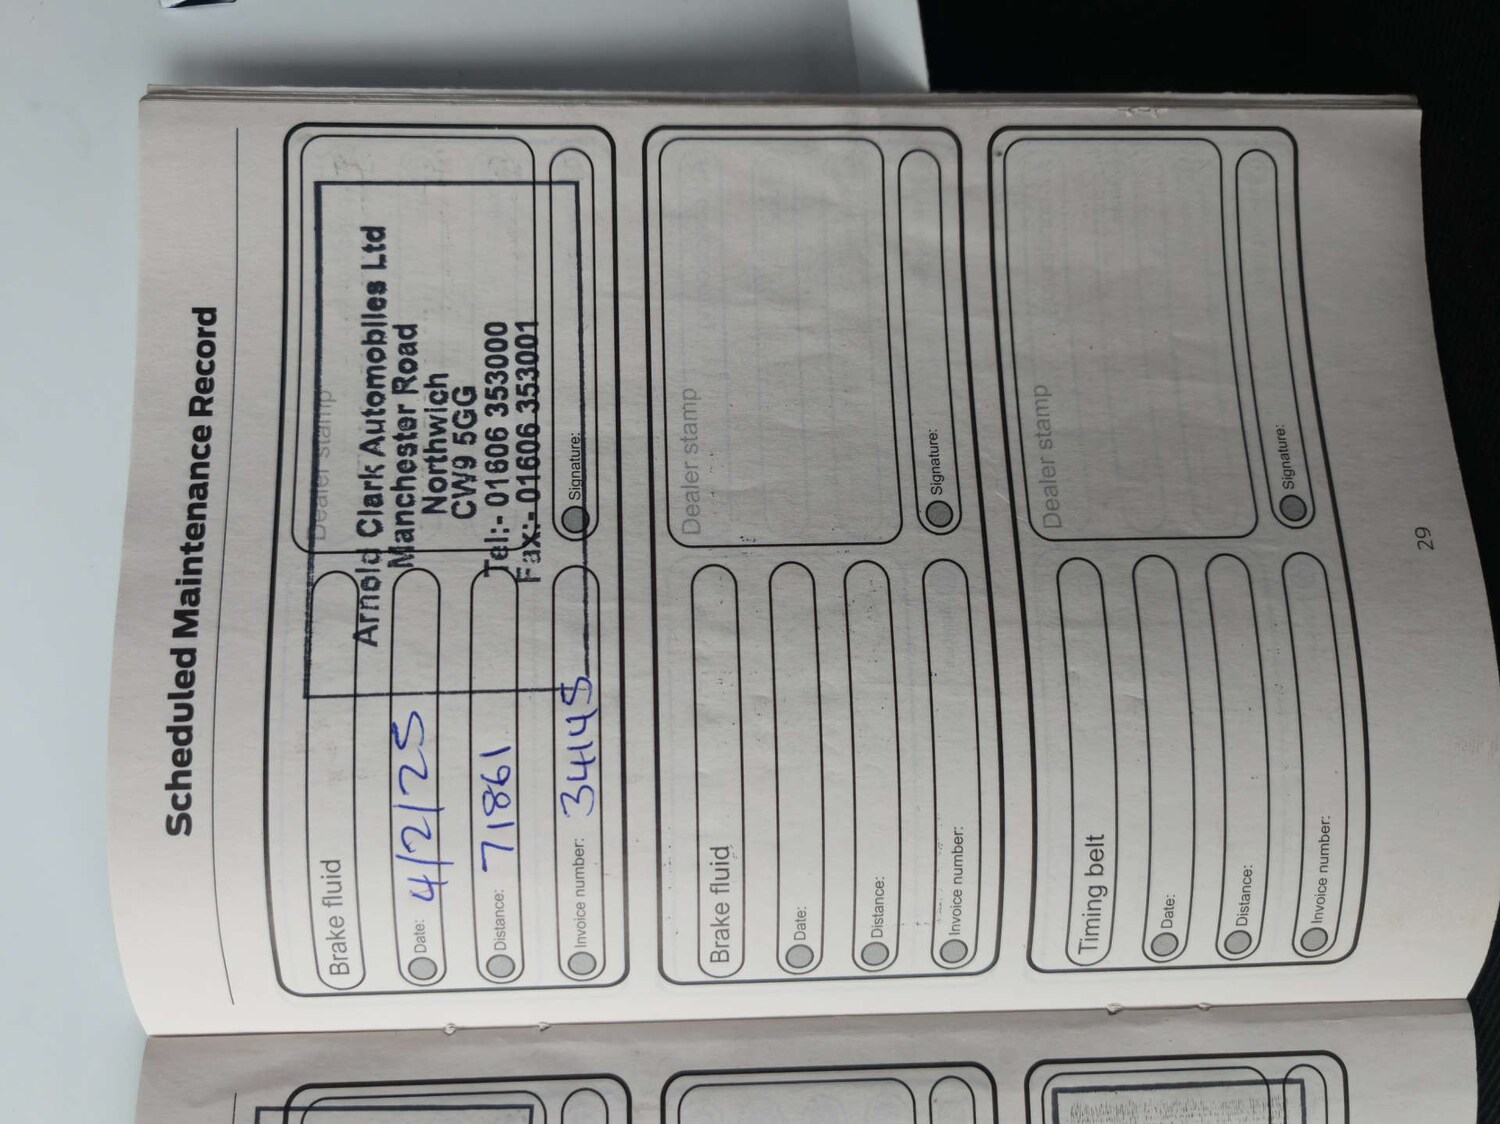 Scheduled Maintenance Record
Brake fluid
Dealer stamp
Arnold Clark Automobiles Ltd
Manchester Road
Northwich
CW9 5GG
Tel:- 01606 353000
Fax:- 01606 353001
Date: 4/2/25
Distance: 71861
Invoice number: 34145
Signature:
Brake fluid
Dealer stamp
Date:
Distance:
Invoice number:
Signature:
Timing belt
Dealer stamp
Date:
Distance:
Invoice number:
Signature:
29